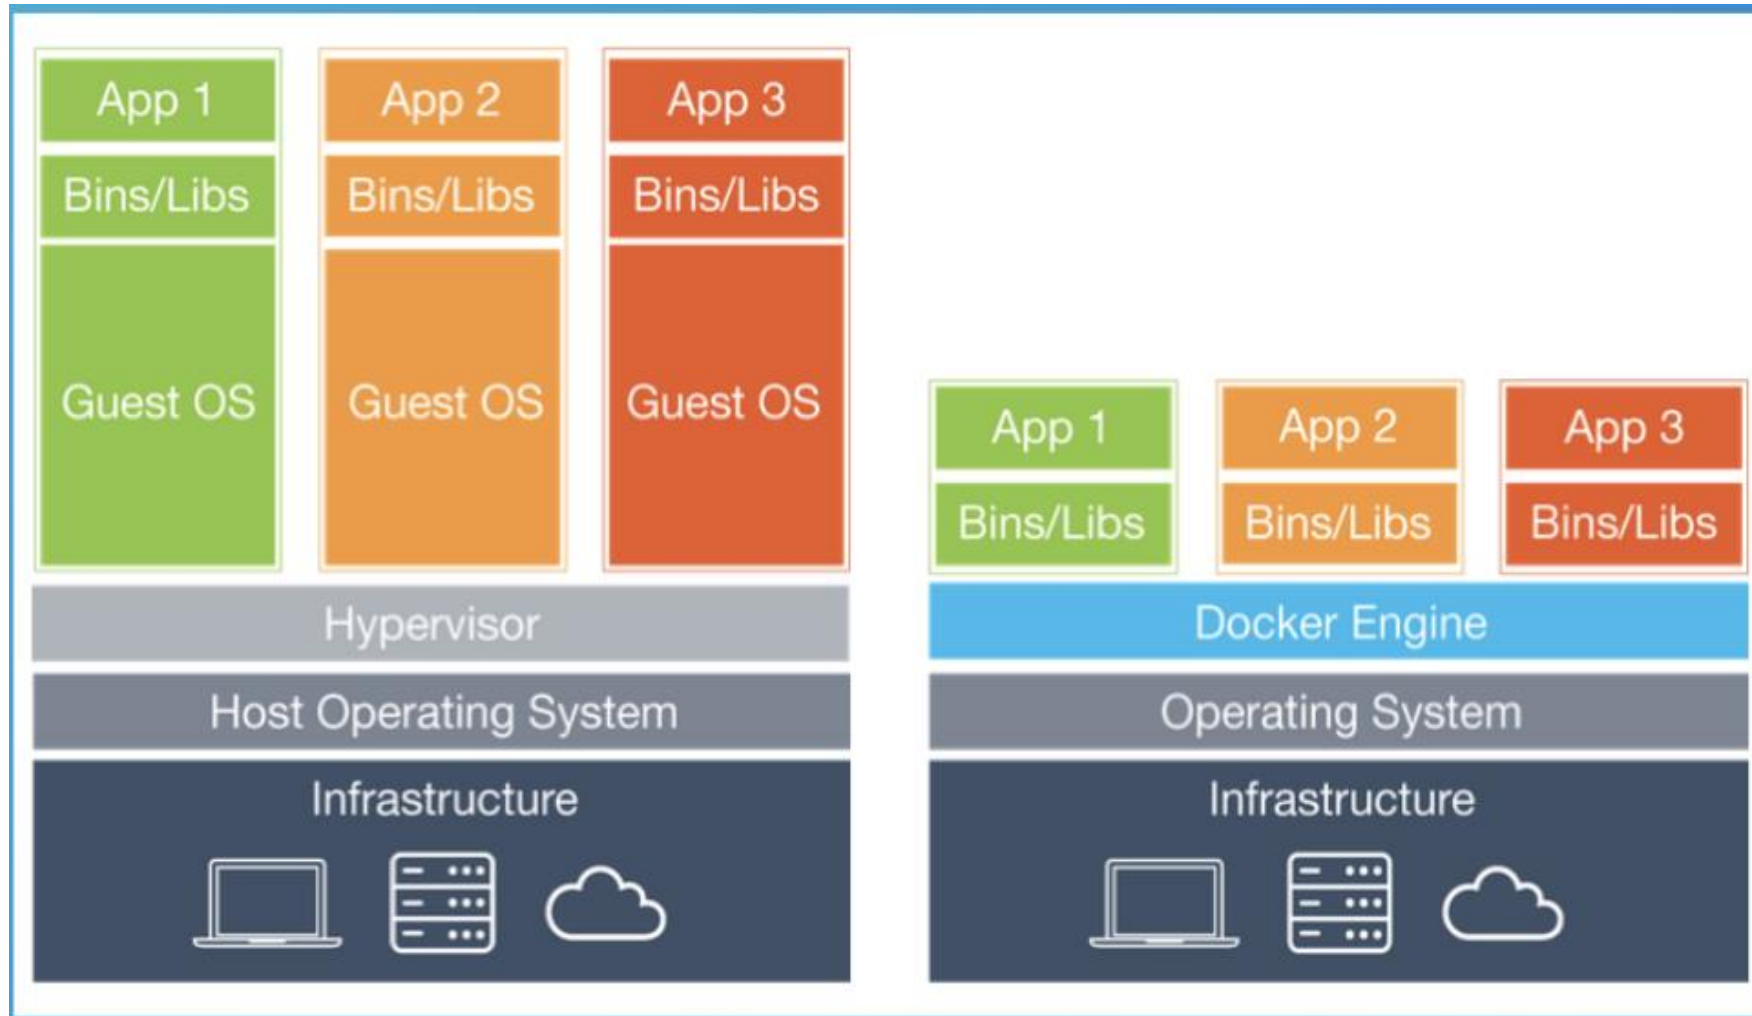 App 1
App 2
App 3
Bins/Libs
Bins/Libs
Bins/Libs
Guest OS
Guest OS
Guest OS
Hypervisor
Host Operating System
Infrastructure
App 1
App 2
App 3
Bins/Libs
Bins/Libs
Bins/Libs
Docker Engine
Operating System
Infrastructure